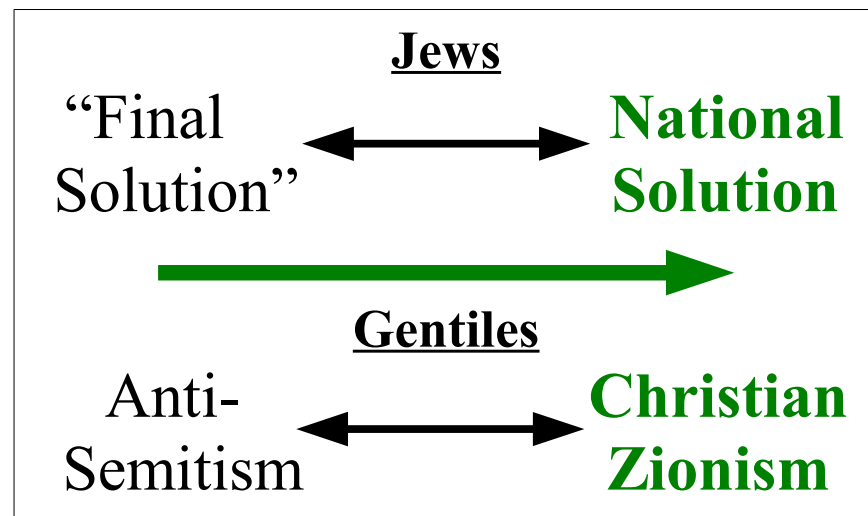 Jews
“Final
Solution”
National
Solution
Gentiles
Anti-
Semitism
Christian
Zionism